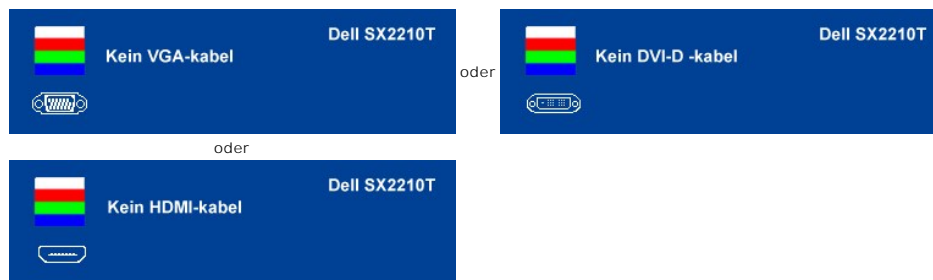 Dell SX2210T
Kein VGA-kabel
oder
Dell SX2210T
Kein DVI-D -kabel
oder
Dell SX2210T
Kein HDMI-kabel